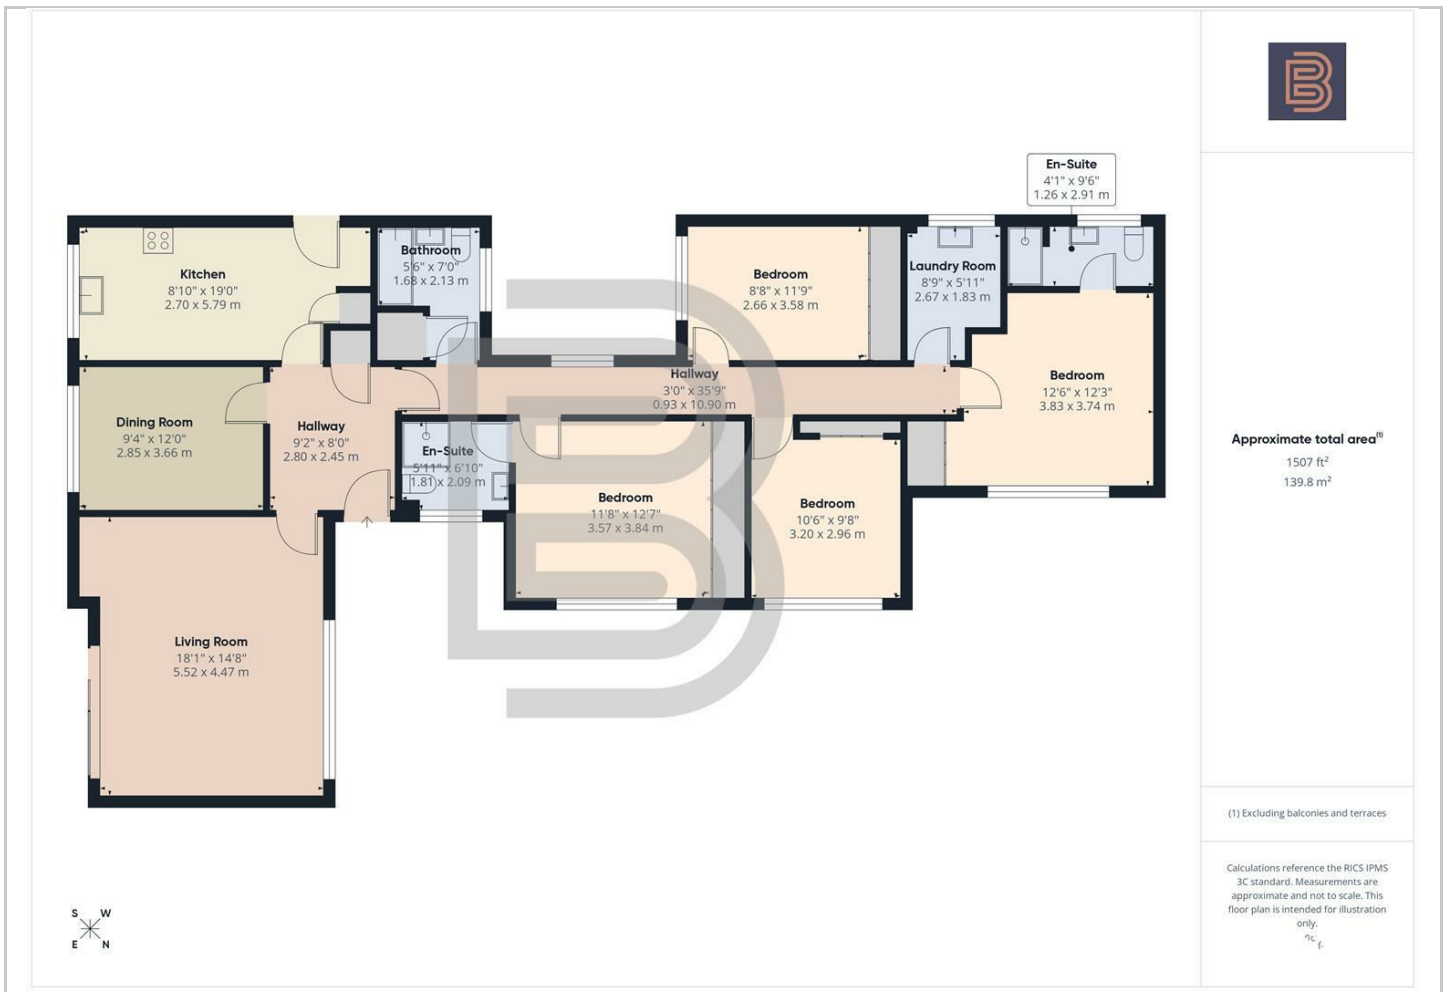 En-Suite
4'1" x 9'6"
1.26 x 2.91 m
Kitchen
8'10" x 19'0"
2.70 x 5.79 m
Bathroom
5'6" x 7'0"
1.68 x 2.13 m
Bedroom
8'8" x 11'9"
2.66 x 3.58 m
Laundry Room
8'9" x 5'11"
2.67 x 1.83 m
Hallway
3'0" x 35'9"
0.93 x 10.90 m
Bedroom
12'6" x 12'3"
3.83 x 3.74 m
Dining Room
9'4" x 12'0"
2.85 x 3.66 m
Hallway
9'2" x 8'0"
2.80 x 2.45 m
En-Suite
5'11" x 6'10"
1.81 x 2.09 m
Bedroom
11'8" x 12'7"
3.57 x 3.84 m
Bedroom
10'6" x 9'8"
3.20 x 2.96 m
Living Room
18'1" x 14'8"
5.52 x 4.47 m
S W
E N
B
Approximate total area(1)
1507 ft²
139.8 m²
(1) Excluding balconies and terraces
Calculations reference the RICS IPMS
3C standard. Measurements are
approximate and not to scale. This
floor plan is intended for illustration
only.